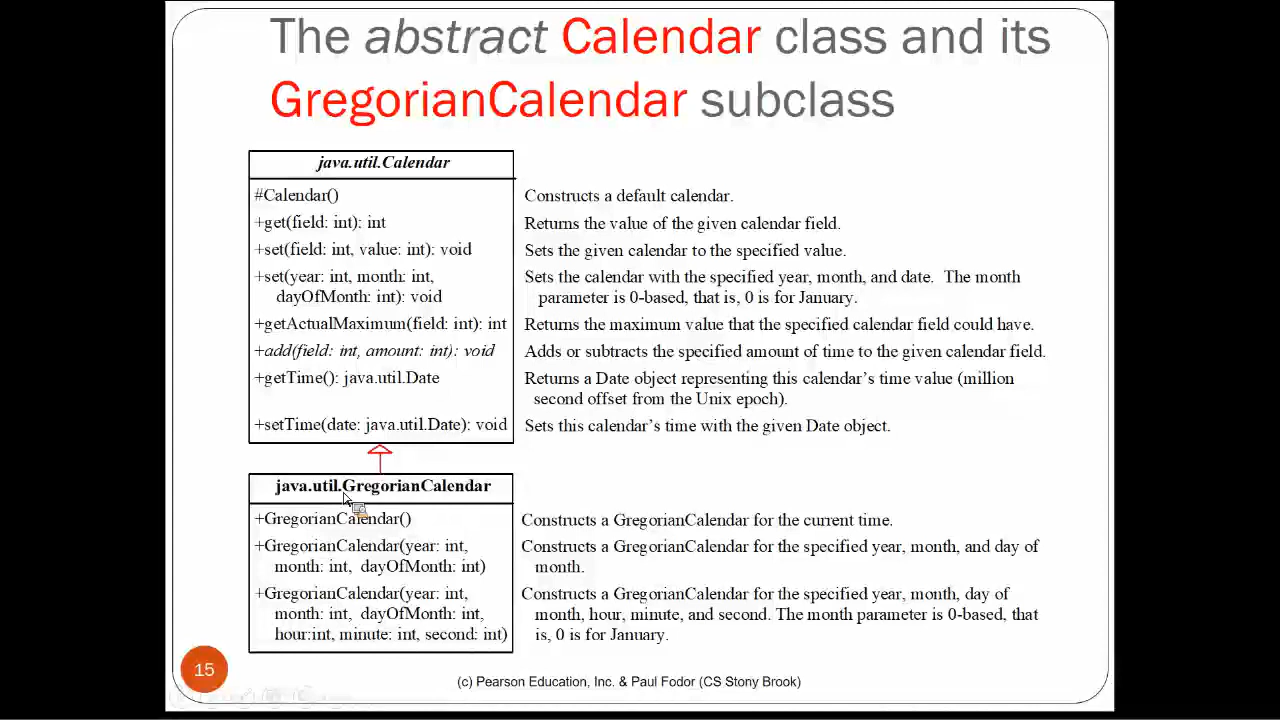 The abstract Calendar class and its
GregorianCalendar subclass
java.util.Calendar
#Calendar() Constructs a default calendar.
+get(field: int): int Returns the value of the given calendar field.
+set(field: int, value: int): void Sets the given calendar to the specified value.
+set(year: int, month: int, Sets the calendar with the specified year, month, and date. The month
dayOfMonth: int): void parameter is 0-based, that is, 0 is for January.
+getActualMaximum(field: int): int Returns the maximum value that the specified calendar field could have.
+add(field: int, amount: int): void Adds or subtracts the specified amount of time to the given calendar field.
+getTime(): java.util.Date Returns a Date object representing this calendar's time value (million
second offset from the Unix epoch).
+setTime(date: java.util.Date): void Sets this calendar's time with the given Date object.
java.util.GregorianCalendar
+GregorianCalendar() Constructs a GregorianCalendar for the current time.
+GregorianCalendar(year: int, Constructs a GregorianCalendar for the specified year, month, and day of
month: int, dayOfMonth: int) month.
+GregorianCalendar(year: int, Constructs a GregorianCalendar for the specified year, month, day of
month: int, dayOfMonth: int, month, hour, minute, and second. The month parameter is 0-based, that
hour:int, minute: int, second: int) is, 0 is for January.
15
(c) Pearson Education, Inc. & Paul Fodor (CS Stony Brook)